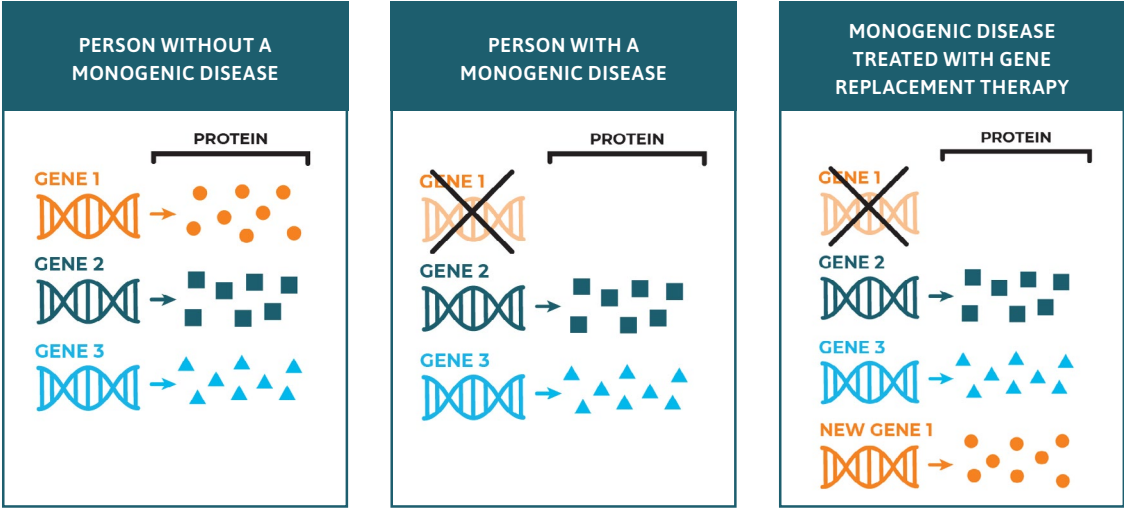 PERSON WITHOUT A
MONOGENIC DISEASE
PROTEIN
GENE 1
GENE 2
GENE 3
PERSON WITH A
MONOGENIC DISEASE
PROTEIN
GENE 1
GENE 2
GENE 3
MONOGENIC DISEASE
TREATED WITH GENE
REPLACEMENT THERAPY
PROTEIN
GENE 1
GENE 2
GENE 3
NEW GENE 1